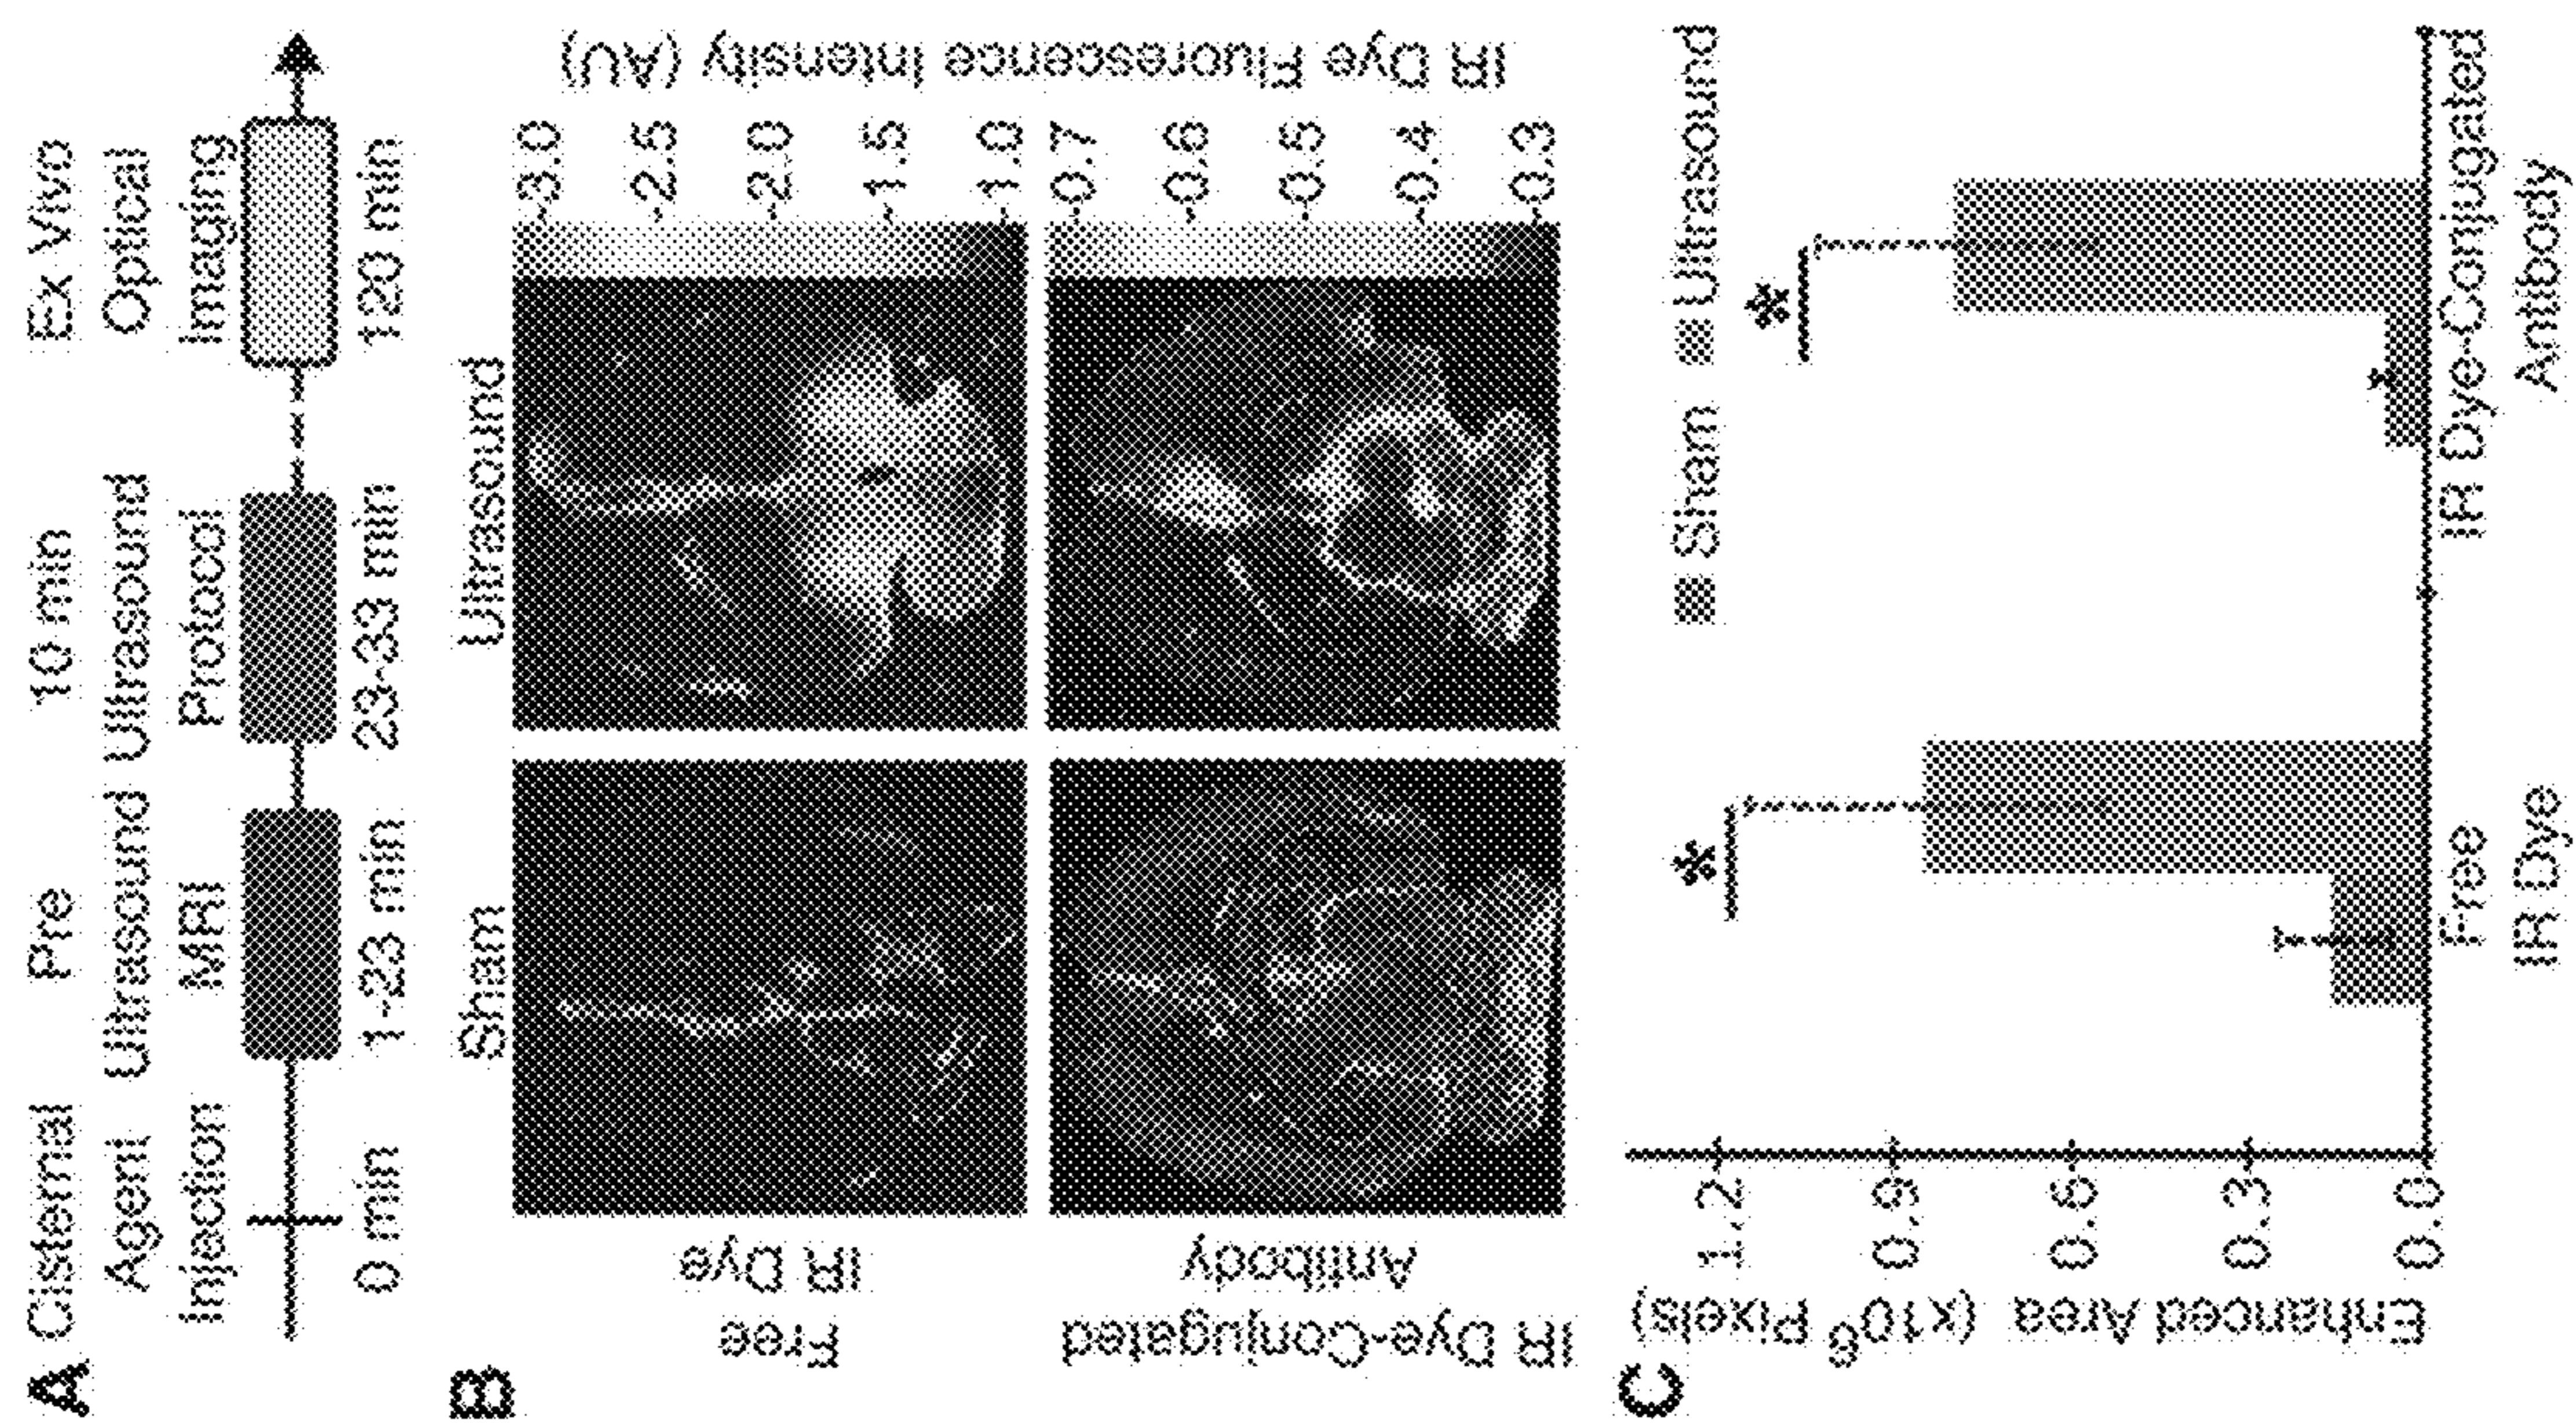 A
Cisternal
Agent
Injection
0 min
Pre
Ultrasound
MRI
1-23 min
10 min
Ultrasound
Protocol
23-33 min
Ex Vivo
Optical
Imaging
120 min
B
Sham
Ultrasound
Free
IR Dye
IR Dye-Conjugated
Antibody
3.0
2.5
2.0
1.5
1.0
0.7
0.6
0.5
0.4
0.3
IR Dye Fluorescence Intensity (AU)
C
Sham
Ultrasound
Enhanced Area (x10⁶ Pixels)
1.2
0.9
0.6
0.3
0.0
*
*
Free
IR Dye
IR Dye-Conjugated
Antibody